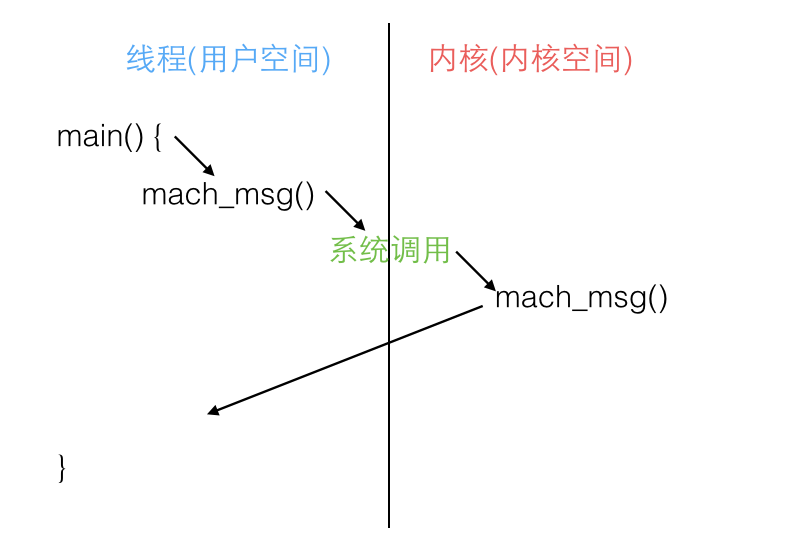 线程(用户空间)
内核(内核空间)
main() {
mach_msg()
系统调用
mach_msg()
}